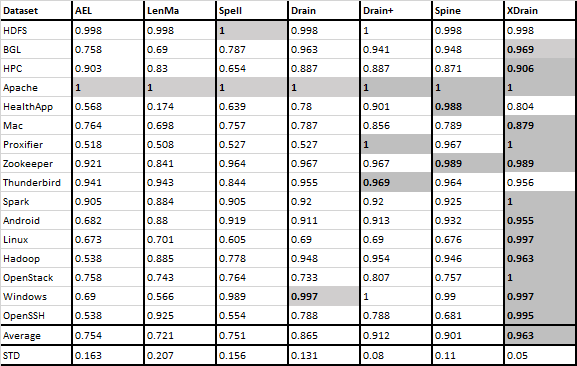 Dataset AEL LenMa Spell Drain Drain+ Spine XDrain
HDFS 0.998 0.998 1 0.998 1 0.998 0.998
BGL 0.758 0.69 0.787 0.963 0.941 0.948 0.969
HPC 0.903 0.83 0.654 0.887 0.887 0.871 0.906
Apache 1 1 1 1 1 1 1
HealthApp 0.568 0.174 0.639 0.78 0.901 0.988 0.804
Mac 0.764 0.698 0.757 0.787 0.856 0.789 0.879
Proxifier 0.518 0.508 0.527 0.527 1 0.967 1
Zookeeper 0.921 0.841 0.964 0.967 0.967 0.989 0.989
Thunderbird 0.941 0.943 0.844 0.955 0.969 0.964 0.956
Spark 0.905 0.884 0.905 0.92 0.92 0.925 1
Android 0.682 0.88 0.919 0.911 0.913 0.932 0.955
Linux 0.673 0.701 0.605 0.69 0.69 0.676 0.997
Hadoop 0.538 0.885 0.778 0.948 0.954 0.946 0.963
OpenStack 0.758 0.743 0.764 0.733 0.807 0.757 1
Windows 0.69 0.566 0.989 0.997 1 0.99 0.997
OpenSSH 0.538 0.925 0.554 0.788 0.788 0.681 0.995
Average 0.754 0.721 0.751 0.865 0.912 0.901 0.963
STD 0.163 0.207 0.156 0.131 0.08 0.11 0.05